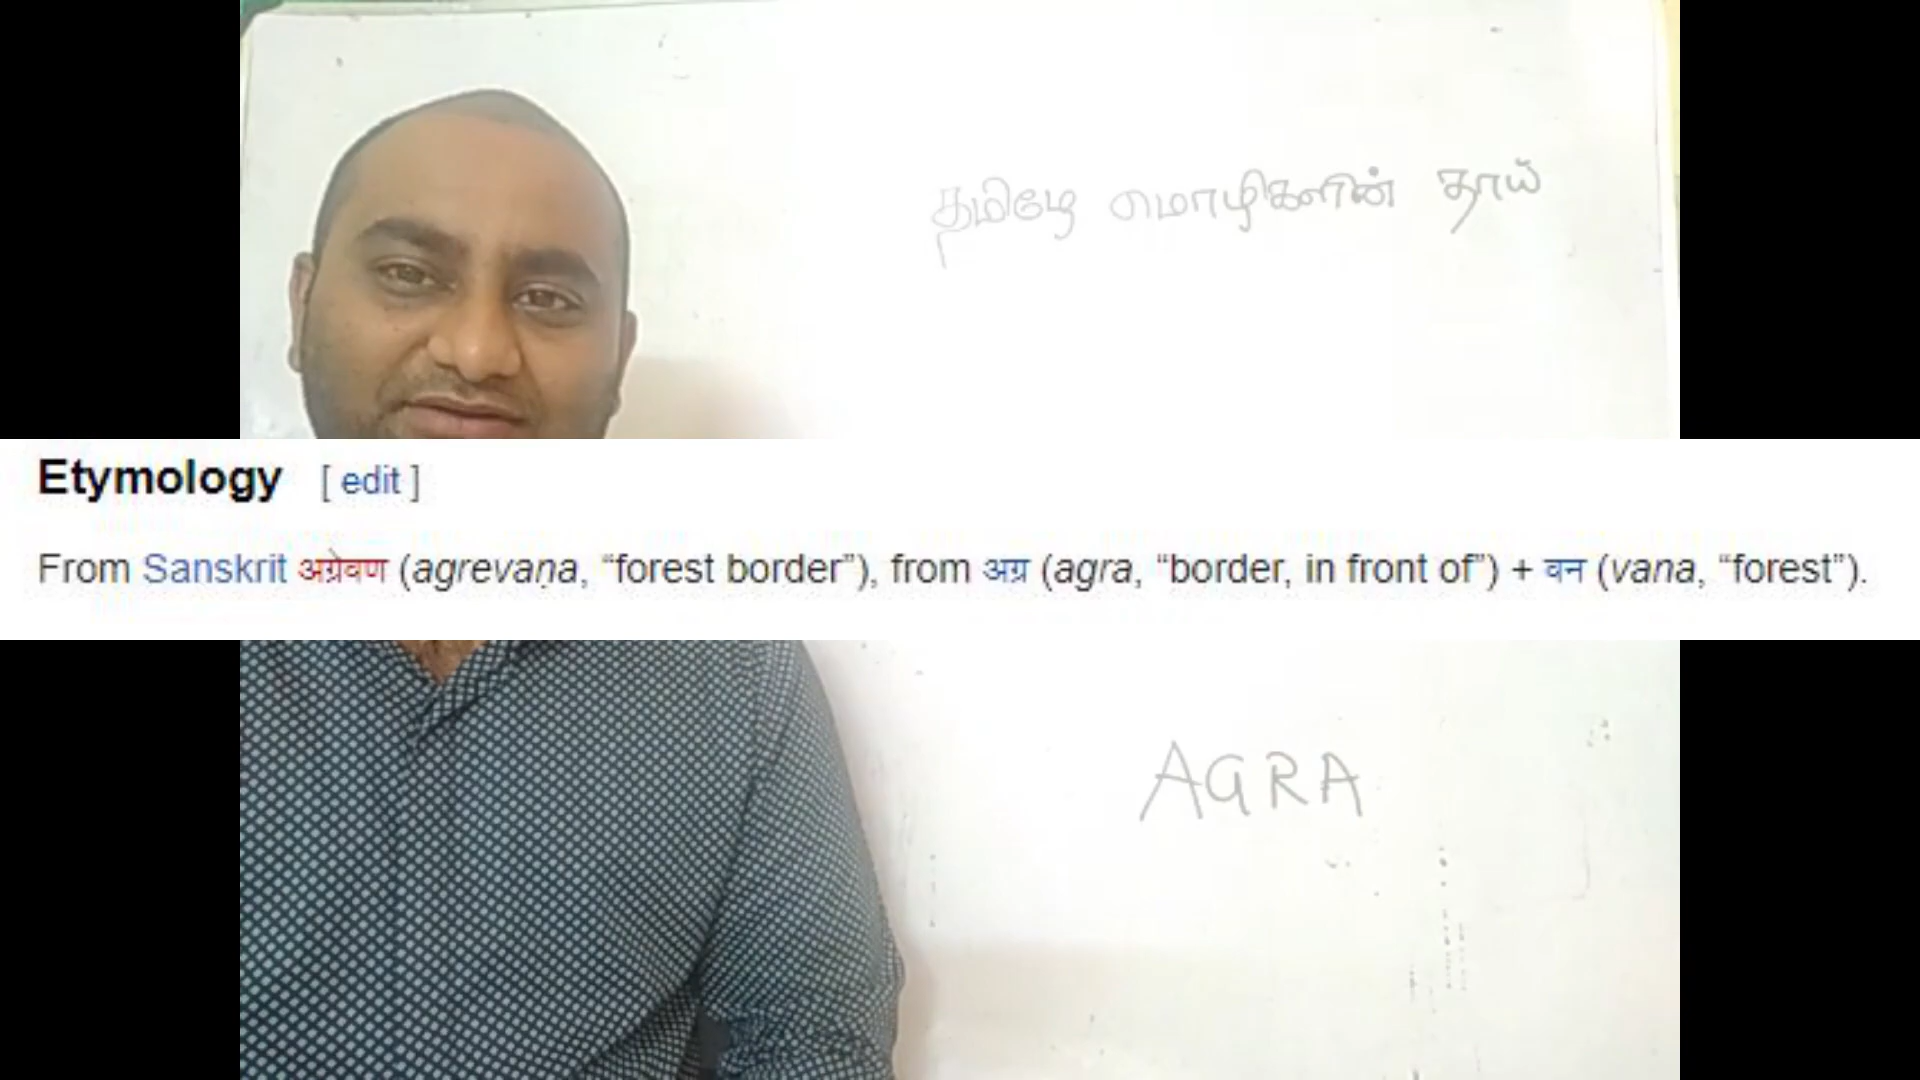 தமிழே மொழிகளின் தாய்
Etymology [ edit ]
From Sanskrit अग्रेवण (agrevaṇa, “forest border”), from अग्र (agra, “border, in front of”) + वन (vana, “forest”).
AGRA